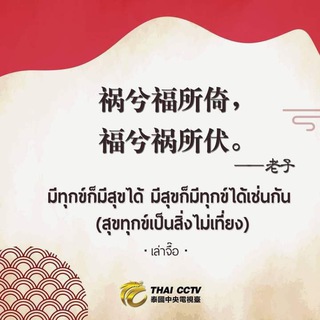 祸兮福所倚，
福兮祸所伏。
——老子
มีทุกข์ก็มีสุขได้ มีสุขก็มีทุกข์ได้เช่นกัน
(สุขทุกข์เป็นสิ่งไม่เที่ยง)
• เล่าจื๊อ •
THAI CCTV
泰國中央電視臺